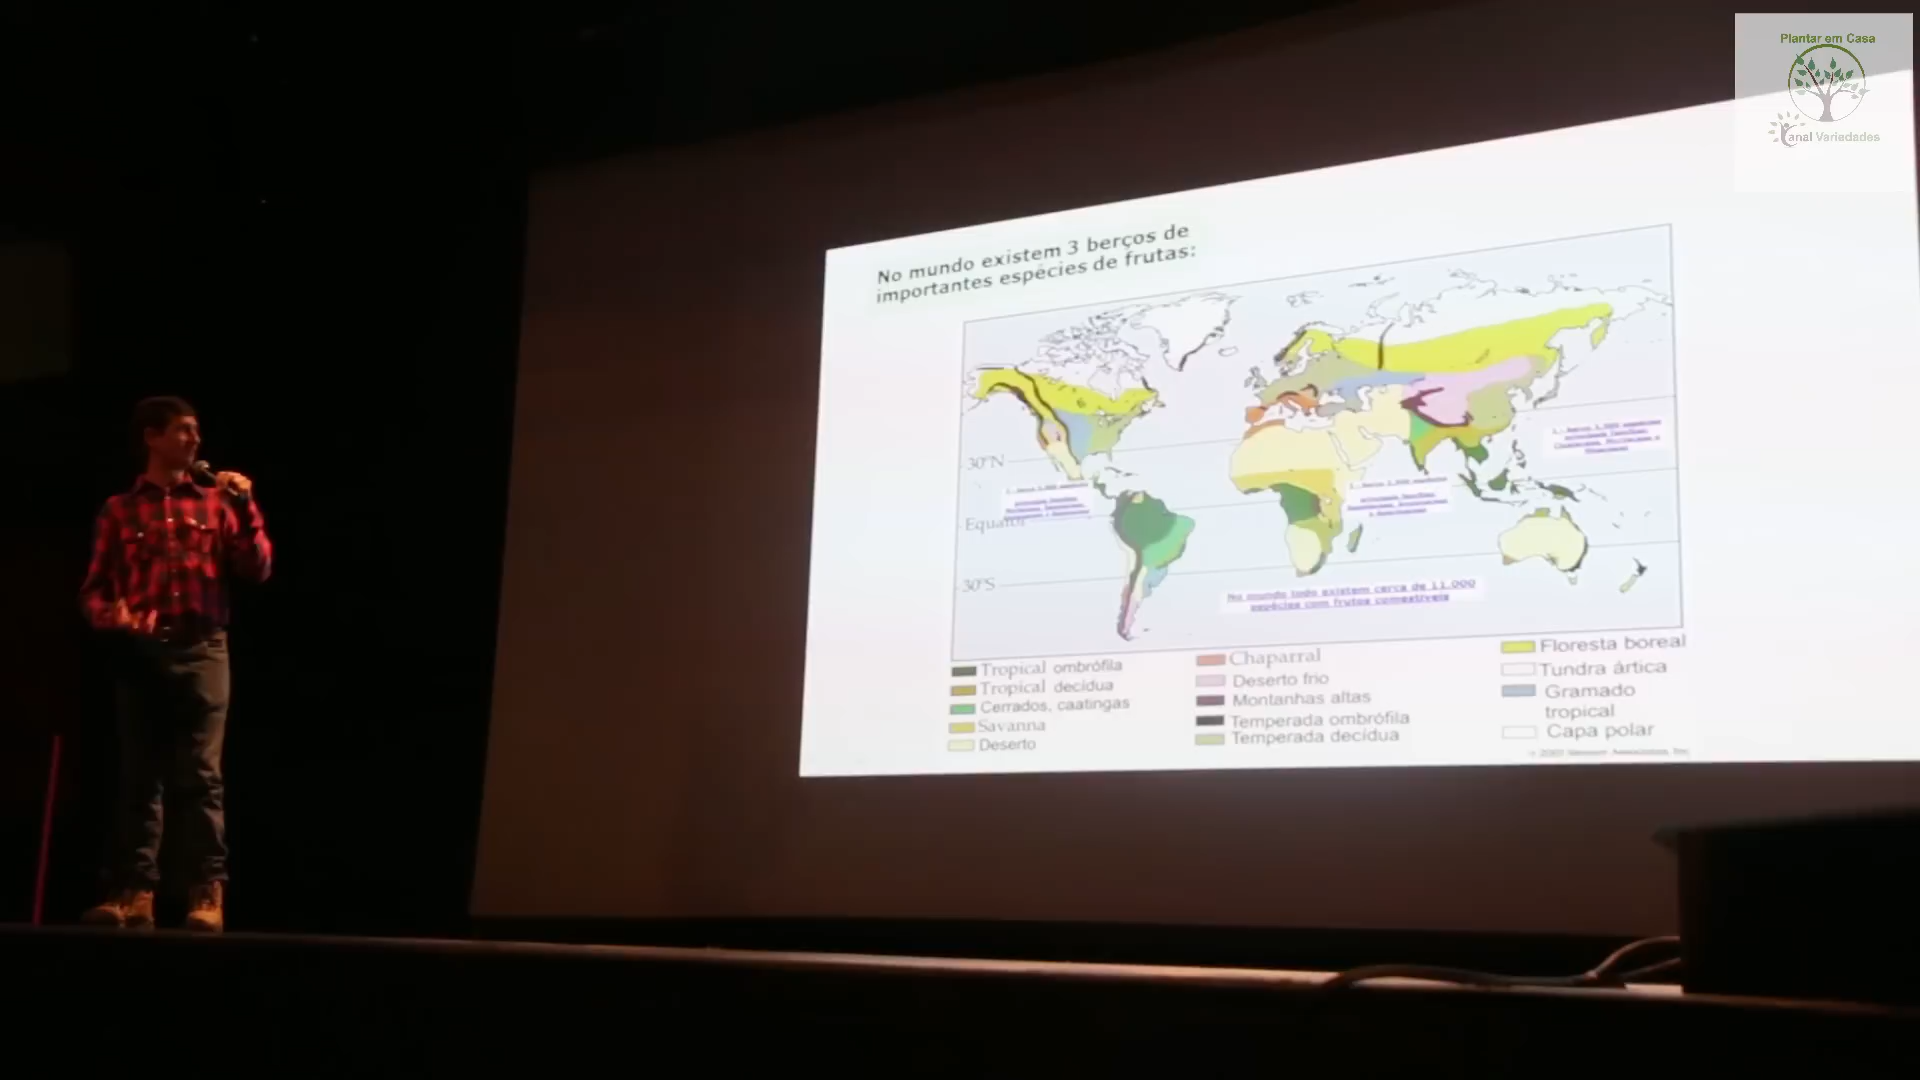 Plantar em Casa
Canal Variedades
No mundo existem 3 berços de
importantes espécies de frutas:
30°N
Equator
30°S
No mundo todo existem cerca de 11.000
espécies com frutos comestíveis
Tropical ombrófila
Tropical decídua
Cerrados, caatingas
Savanna
Deserto
Chaparral
Deserto frio
Montanhas altas
Temperada ombrófila
Temperada decídua
Floresta boreal
Tundra ártica
Gramado
tropical
Capa polar